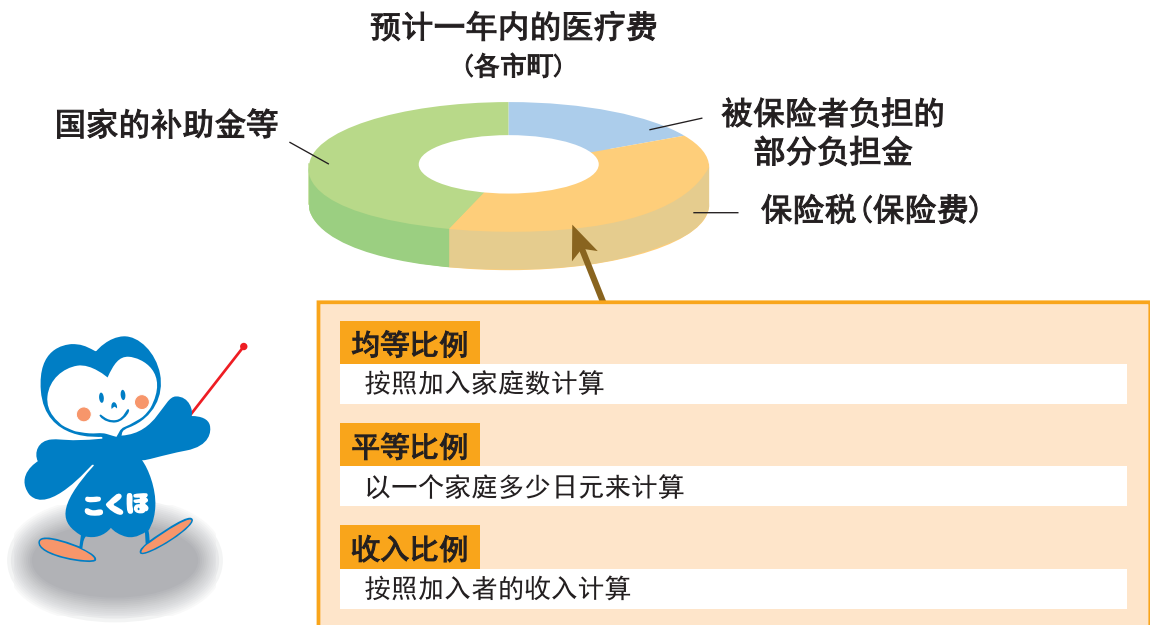 预计一年内的医疗费
(各市町)
国家的补助金等
被保险者负担的
部分负担金
保险税(保险费)
均等比例
按照加入家庭数计算
平等比例
以一个家庭多少日元来计算
收入比例
按照加入者的收入计算
こくほ